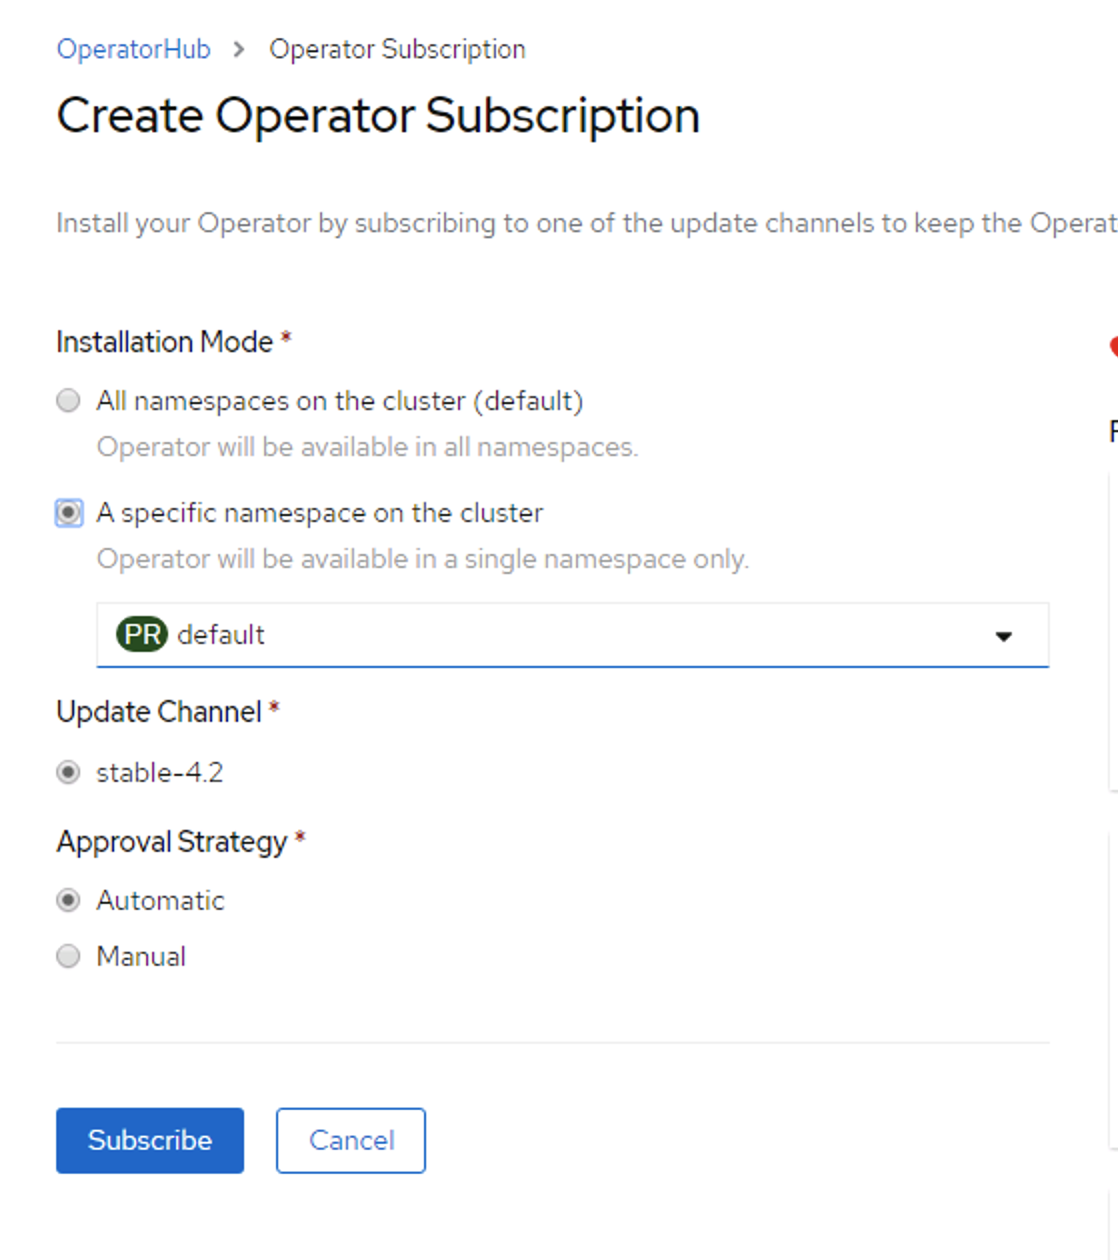 OperatorHub > Operator Subscription
Create Operator Subscription
Install your Operator by subscribing to one of the update channels to keep the
Installation Mode *
All namespaces on the cluster (default)
Operator will be available in all namespaces.
A specific namespace on the cluster
Operator will be available in a single namespace only.
PR default
Update Channel *
stable-4.2
Approval Strategy *
Automatic
Manual
Subscribe Cancel